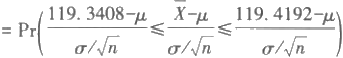 = Pr( (119.3408−μ)/(σ/√n) ⩽ (X̄−μ)/(σ/√n) ⩽ (119.4192−μ)/(σ/√n) )